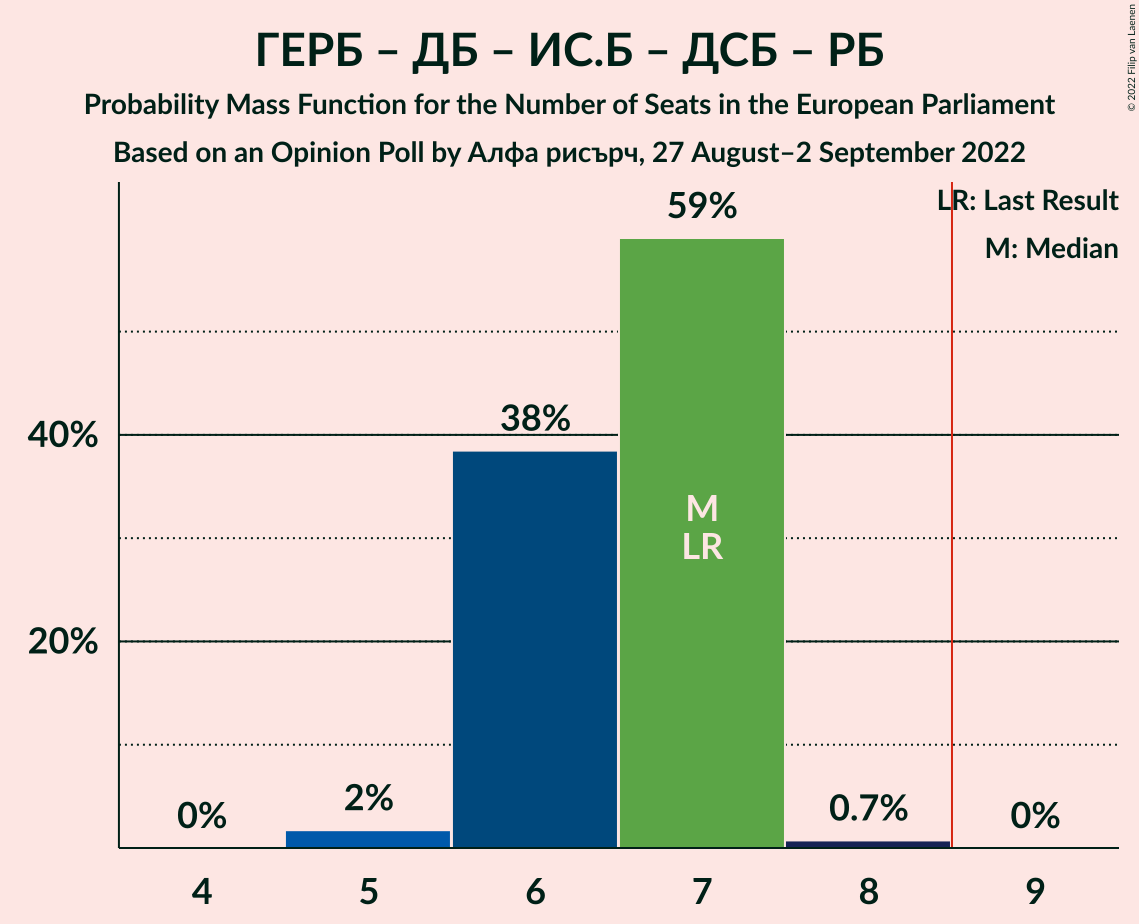 ГЕРБ – ДБ – ИС.Б – ДСБ – РБ
Probability Mass Function for the Number of Seats in the European Parliament
Based on an Opinion Poll by Алфа рисърч, 27 August–2 September 2022
© 2022 Filip van Laenen
LR: Last Result
M: Median
59%
40%
38%
M
LR
20%
2%
0%
0.7%
0%
4
5
6
7
8
9